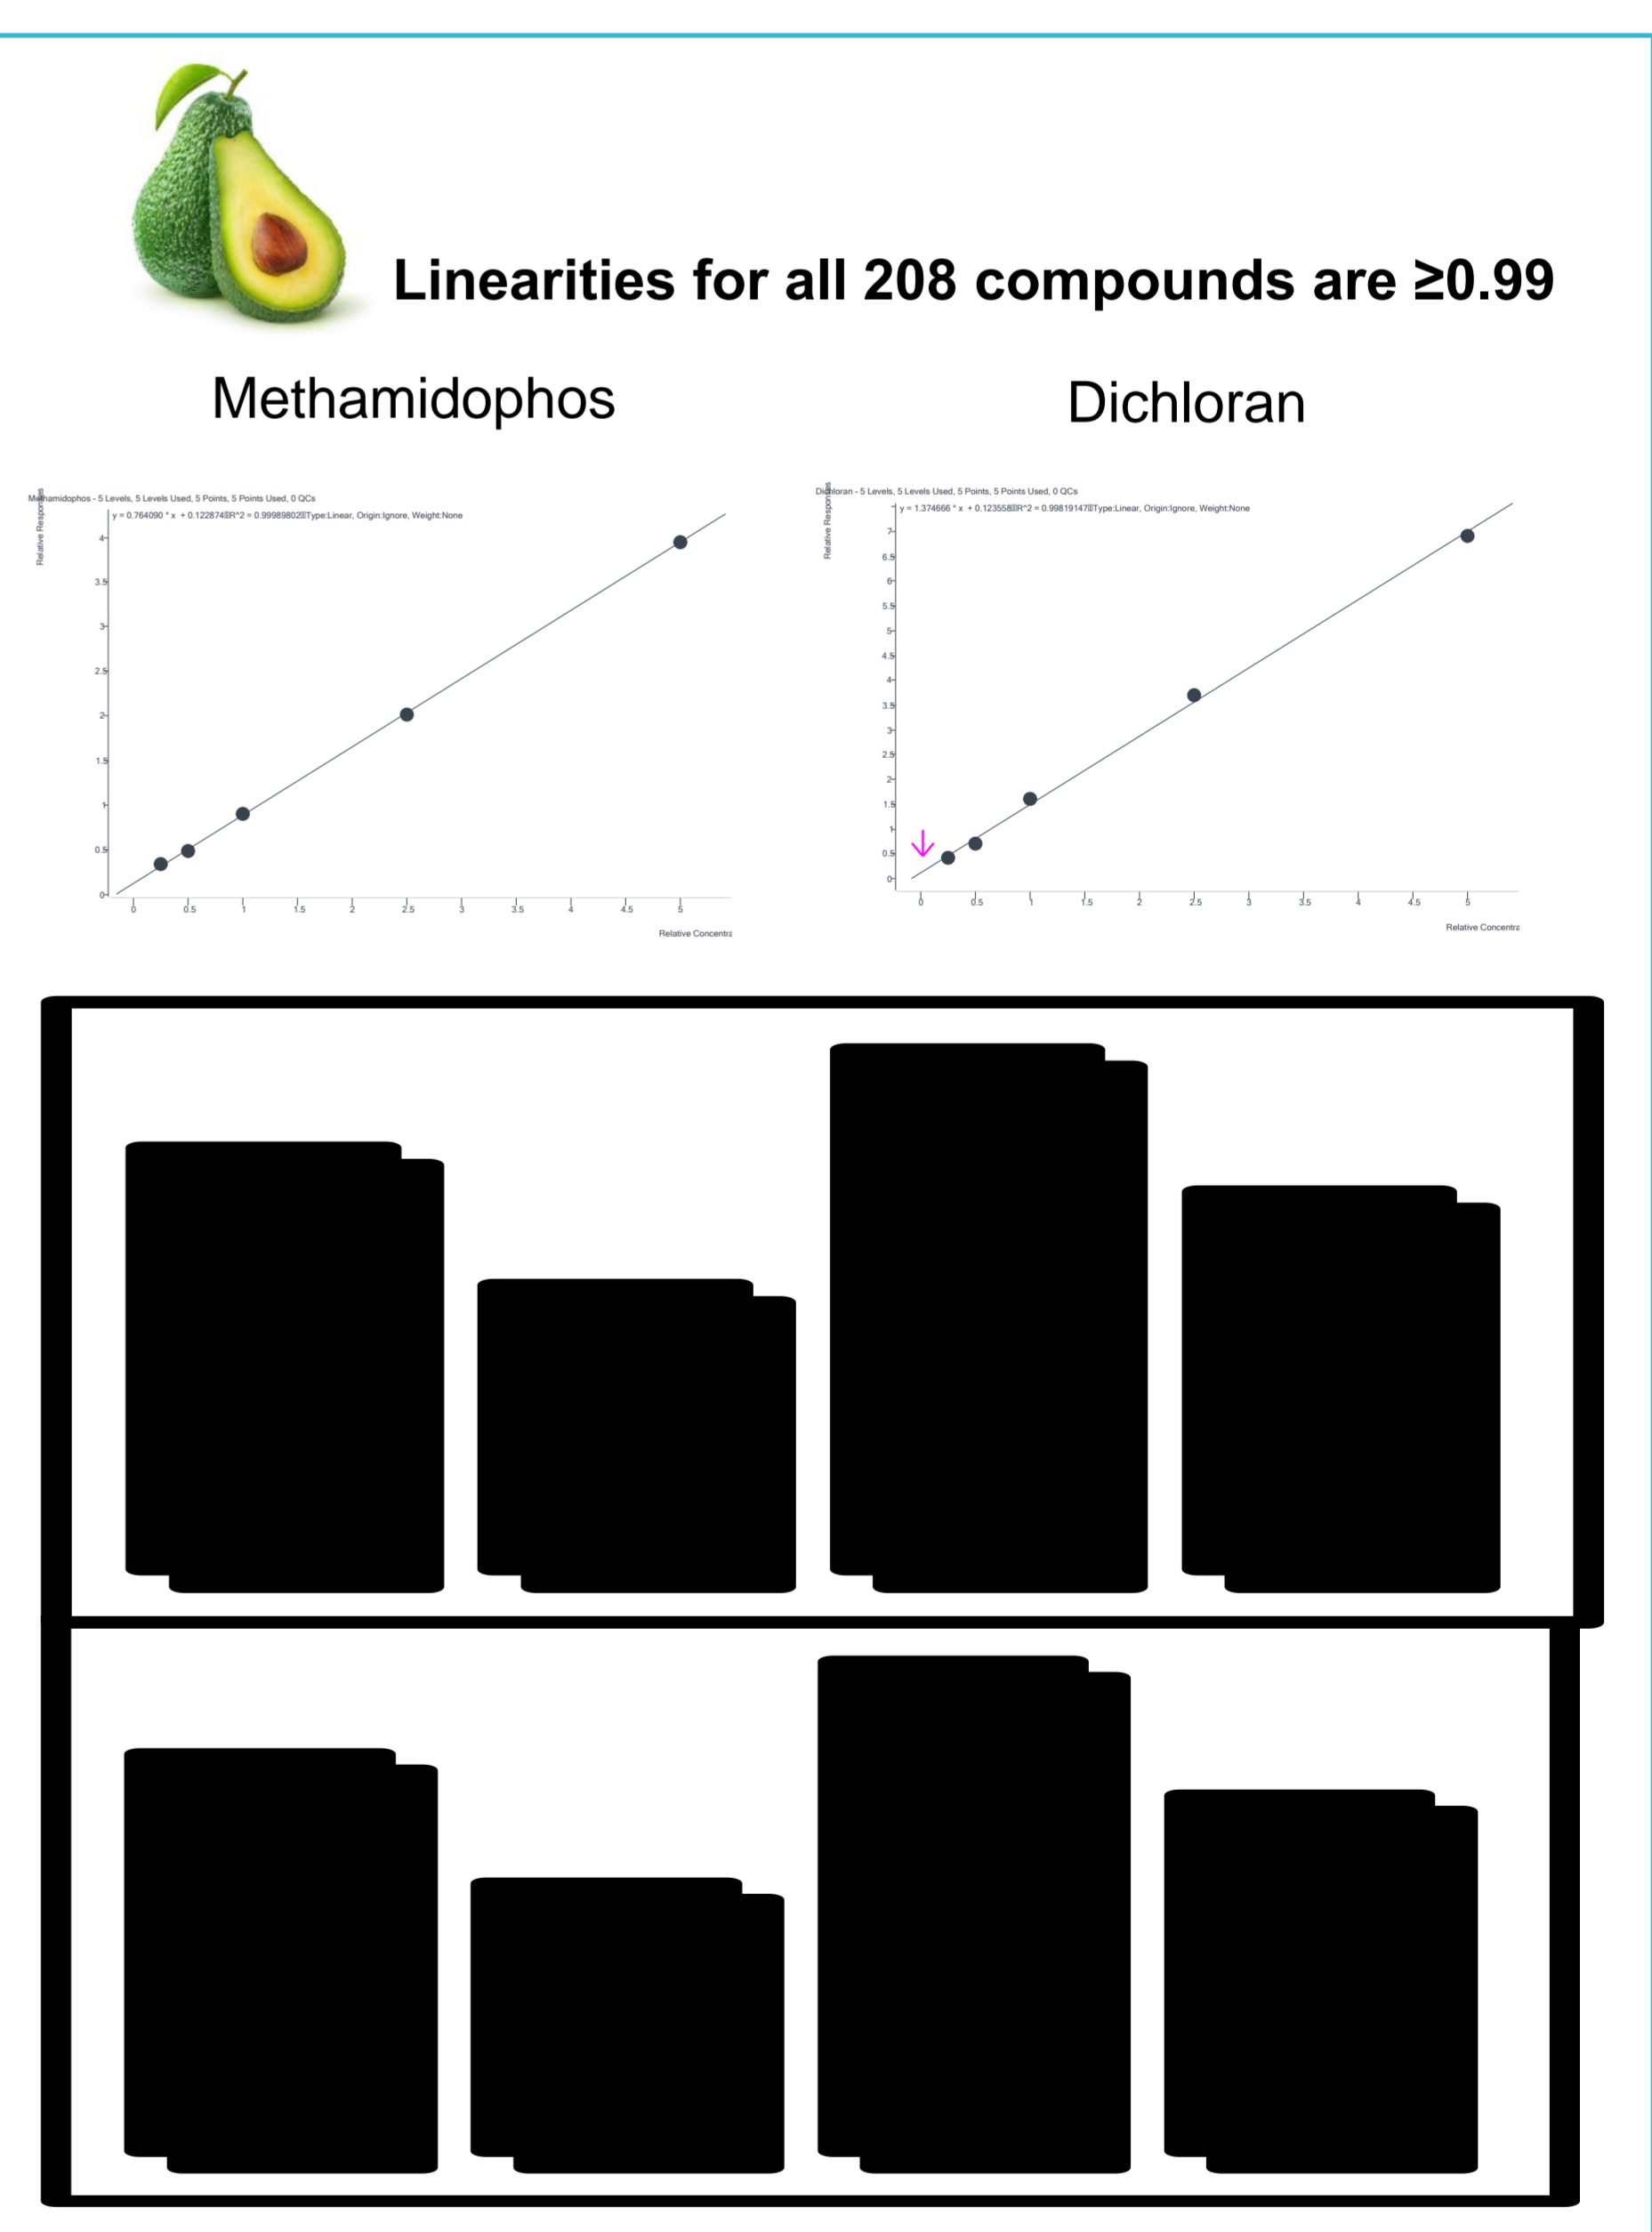 Linearities for all 208 compounds are ≥0.99
Methamidophos
Methamidophos - 5 Levels, 5 Levels Used, 5 Points, 5 Points Used, 0 QCs
y = 0.764090 * x + 0.122874 R^2 = 0.99989802 Type:Linear, Origin:Ignore, Weight:None
Relative Responses
4
3.5
3
2.5
2
1.5
1
0.5
0
0 0.5 1 1.5 2 2.5 3 3.5 4 4.5 5
Relative Concentra
Dichloran
Dichloran - 5 Levels, 5 Levels Used, 5 Points, 5 Points Used, 0 QCs
y = 1.374666 * x + 0.123558 R^2 = 0.99819147 Type:Linear, Origin:Ignore, Weight:None
Relative Responses
7
6.5
6
5.5
5
4.5
4
3.5
3
2.5
2
1.5
1
0.5
0
0 0.5 1 1.5 2 2.5 3 3.5 4 4.5 5
Relative Concentra